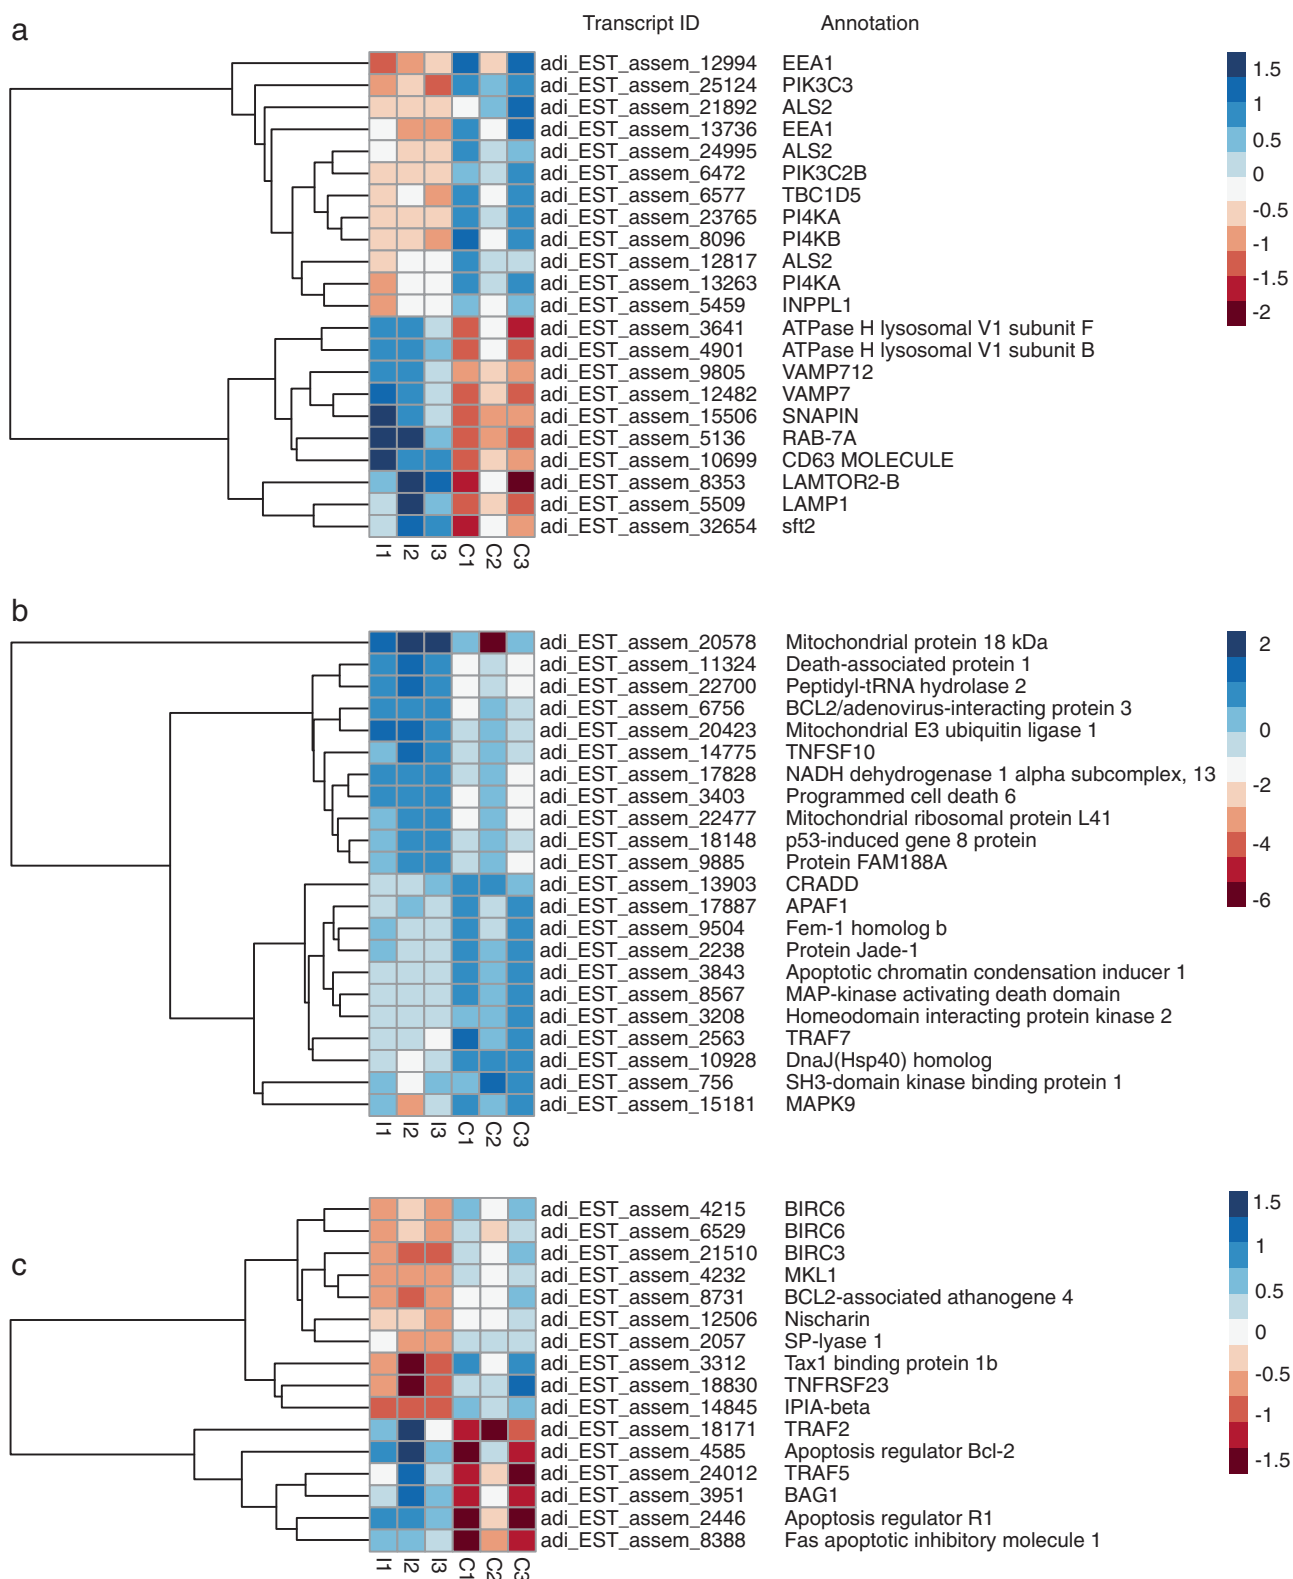 a
Transcript ID Annotation
adi_EST_assem_12994 EEA1
adi_EST_assem_25124 PIK3C3
adi_EST_assem_21892 ALS2
adi_EST_assem_13736 EEA1
adi_EST_assem_24995 ALS2
adi_EST_assem_6472 PIK3C2B
adi_EST_assem_6577 TBC1D5
adi_EST_assem_23765 PI4KA
adi_EST_assem_8096 PI4KB
adi_EST_assem_12817 ALS2
adi_EST_assem_13263 PI4KA
adi_EST_assem_5459 INPPL1
adi_EST_assem_3641 ATPase H lysosomal V1 subunit F
adi_EST_assem_4901 ATPase H lysosomal V1 subunit B
adi_EST_assem_9805 VAMP712
adi_EST_assem_12482 VAMP7
adi_EST_assem_15506 SNAPIN
adi_EST_assem_5136 RAB-7A
adi_EST_assem_10699 CD63 MOLECULE
adi_EST_assem_8353 LAMTOR2-B
adi_EST_assem_5509 LAMP1
adi_EST_assem_32654 sft2
I1 I2 I3 C1 C2 C3
1.5
1
0.5
0
-0.5
-1
-1.5
-2
b
adi_EST_assem_20578 Mitochondrial protein 18 kDa
adi_EST_assem_11324 Death-associated protein 1
adi_EST_assem_22700 Peptidyl-tRNA hydrolase 2
adi_EST_assem_6756 BCL2/adenovirus-interacting protein 3
adi_EST_assem_20423 Mitochondrial E3 ubiquitin ligase 1
adi_EST_assem_14775 TNFSF10
adi_EST_assem_17828 NADH dehydrogenase 1 alpha subcomplex, 13
adi_EST_assem_3403 Programmed cell death 6
adi_EST_assem_22477 Mitochondrial ribosomal protein L41
adi_EST_assem_18148 p53-induced gene 8 protein
adi_EST_assem_9885 Protein FAM188A
adi_EST_assem_13903 CRADD
adi_EST_assem_17887 APAF1
adi_EST_assem_9504 Fem-1 homolog b
adi_EST_assem_2238 Protein Jade-1
adi_EST_assem_3843 Apoptotic chromatin condensation inducer 1
adi_EST_assem_8567 MAP-kinase activating death domain
adi_EST_assem_3208 Homeodomain interacting protein kinase 2
adi_EST_assem_2563 TRAF7
adi_EST_assem_10928 DnaJ(Hsp40) homolog
adi_EST_assem_756 SH3-domain kinase binding protein 1
adi_EST_assem_15181 MAPK9
I1 I2 I3 C1 C2 C3
2
0
-2
-4
-6
c
adi_EST_assem_4215 BIRC6
adi_EST_assem_6529 BIRC6
adi_EST_assem_21510 BIRC3
adi_EST_assem_4232 MKL1
adi_EST_assem_8731 BCL2-associated athanogene 4
adi_EST_assem_12506 Nischarin
adi_EST_assem_2057 SP-lyase 1
adi_EST_assem_3312 Tax1 binding protein 1b
adi_EST_assem_18830 TNFRSF23
adi_EST_assem_14845 IPIA-beta
adi_EST_assem_18171 TRAF2
adi_EST_assem_4585 Apoptosis regulator Bcl-2
adi_EST_assem_24012 TRAF5
adi_EST_assem_3951 BAG1
adi_EST_assem_2446 Apoptosis regulator R1
adi_EST_assem_8388 Fas apoptotic inhibitory molecule 1
I1 I2 I3 C1 C2 C3
1.5
1
0.5
0
-0.5
-1
-1.5